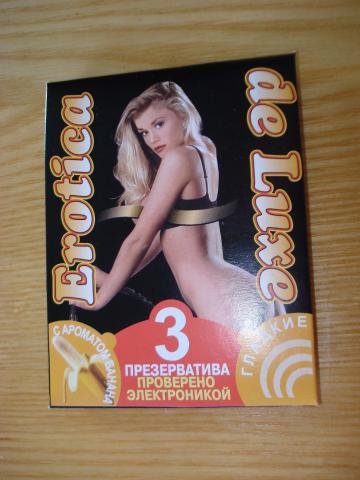 Erotica
de Luxe
С АРОМАТОМ БАНАНА
3
ПРЕЗЕРВАТИВА
ПРОВЕРЕНО
ЭЛЕКТРОНИКОЙ
ГЛАДКИЕ